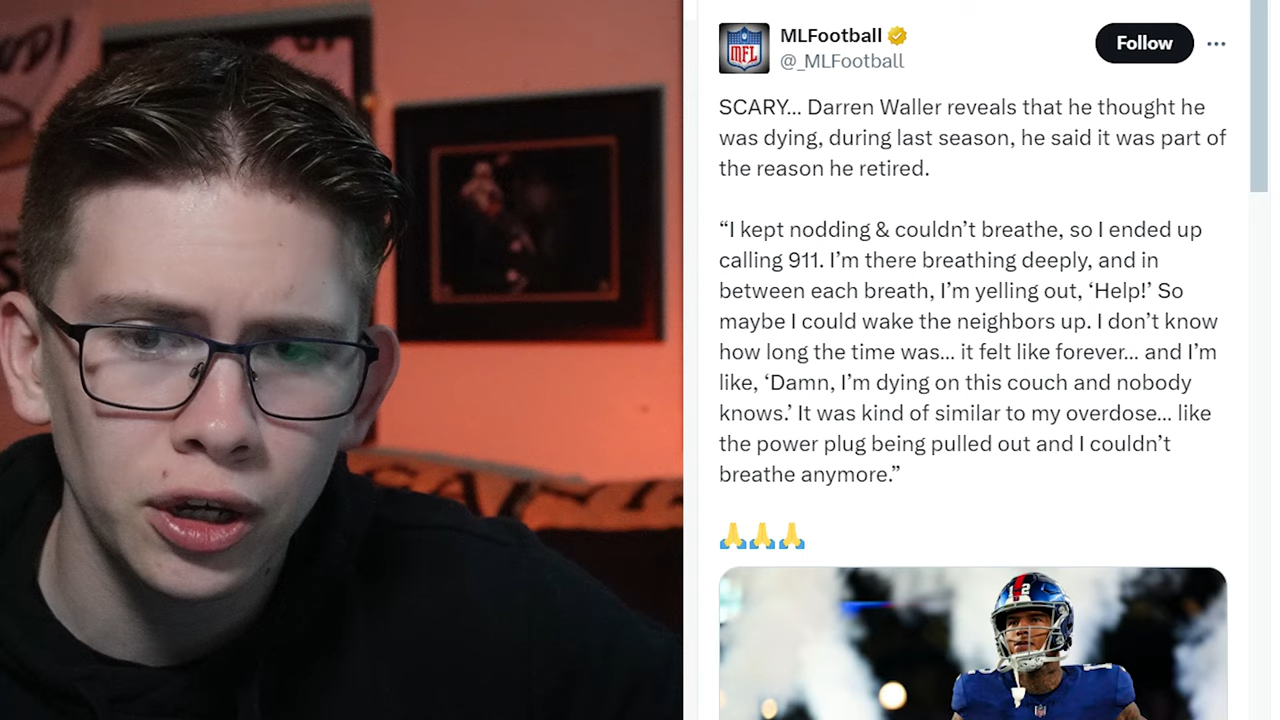 MLFootball
MFL
Follow
@_MLFootball
SCARY... Darren Waller reveals that he thought he
was dying, during last season, he said it was part of
the reason he retired.
“I kept nodding & couldn’t breathe, so I ended up
calling 911. I’m there breathing deeply, and in
between each breath, I’m yelling out, ‘Help!’ So
maybe I could wake the neighbors up. I don’t know
how long the time was... it felt like forever... and I’m
like, ‘Damn, I’m dying on this couch and nobody
knows.’ It was kind of similar to my overdose... like
the power plug being pulled out and I couldn’t
breathe anymore.”